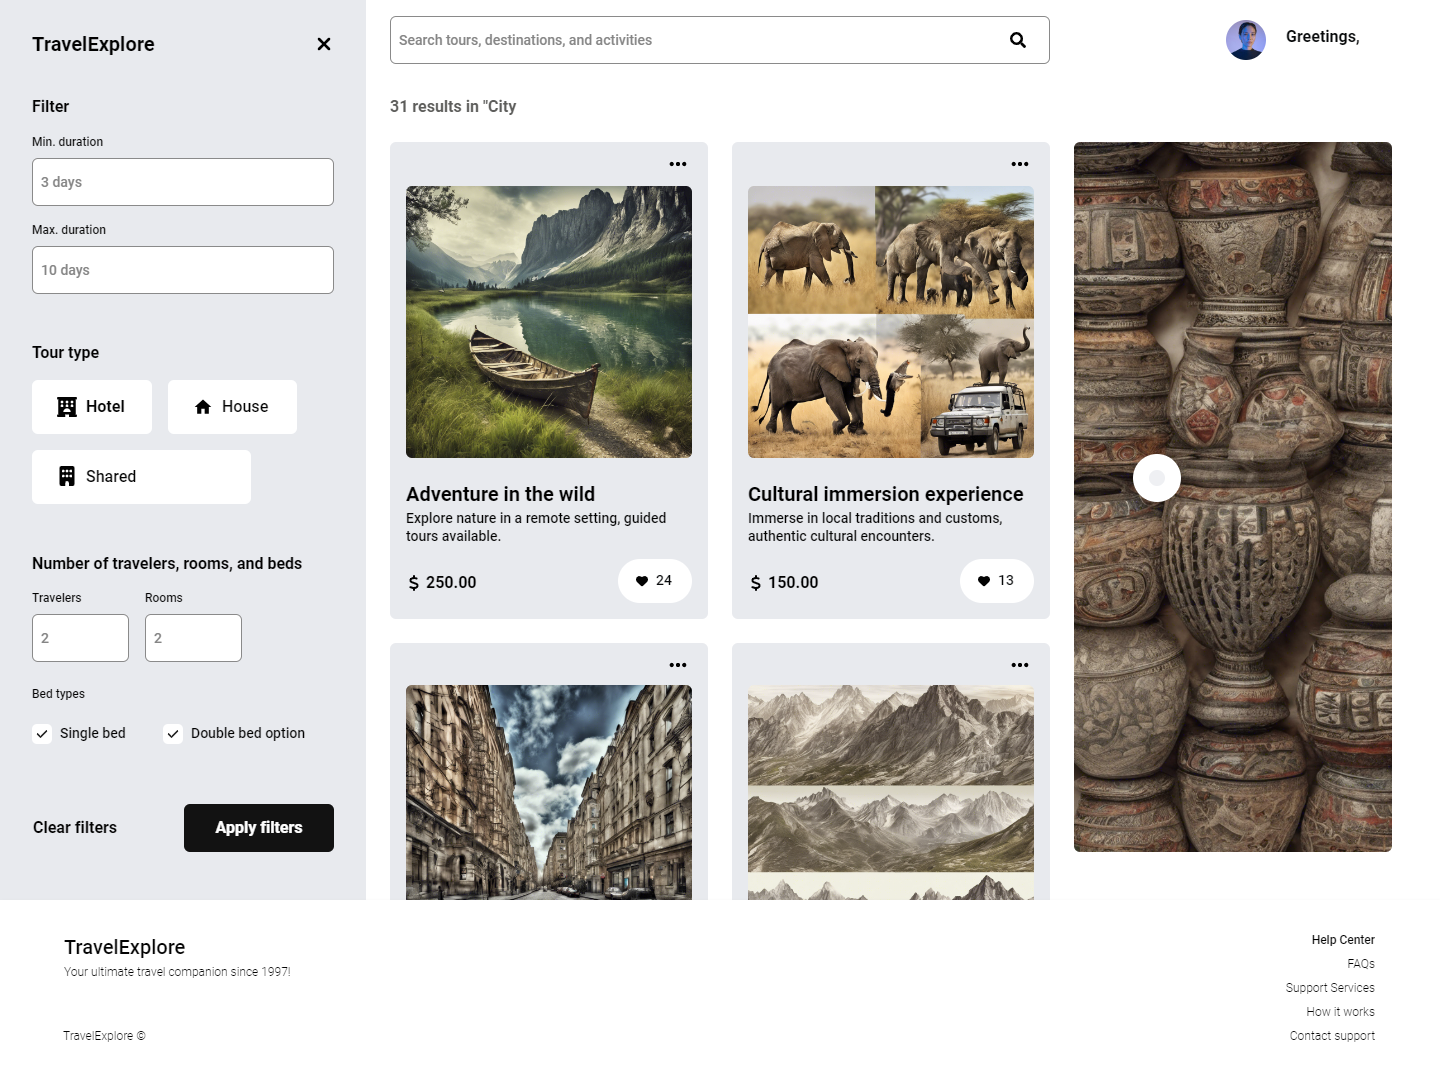 TravelExplore
Filter
Min. duration
3 days
Max. duration
10 days
Tour type
Hotel
House
Shared
Number of travelers, rooms, and beds
Travelers
Rooms
2
2
Bed types
Single bed
Double bed option
Clear filters
Apply filters
Search tours, destinations, and activities
Greetings,
31 results in "City
Adventure in the wild
Explore nature in a remote setting, guided
tours available.
$ 250.00
24
Cultural immersion experience
Immerse in local traditions and customs,
authentic cultural encounters.
$ 150.00
13
TravelExplore
Your ultimate travel companion since 1997!
TravelExplore ©
Help Center
FAQs
Support Services
How it works
Contact support